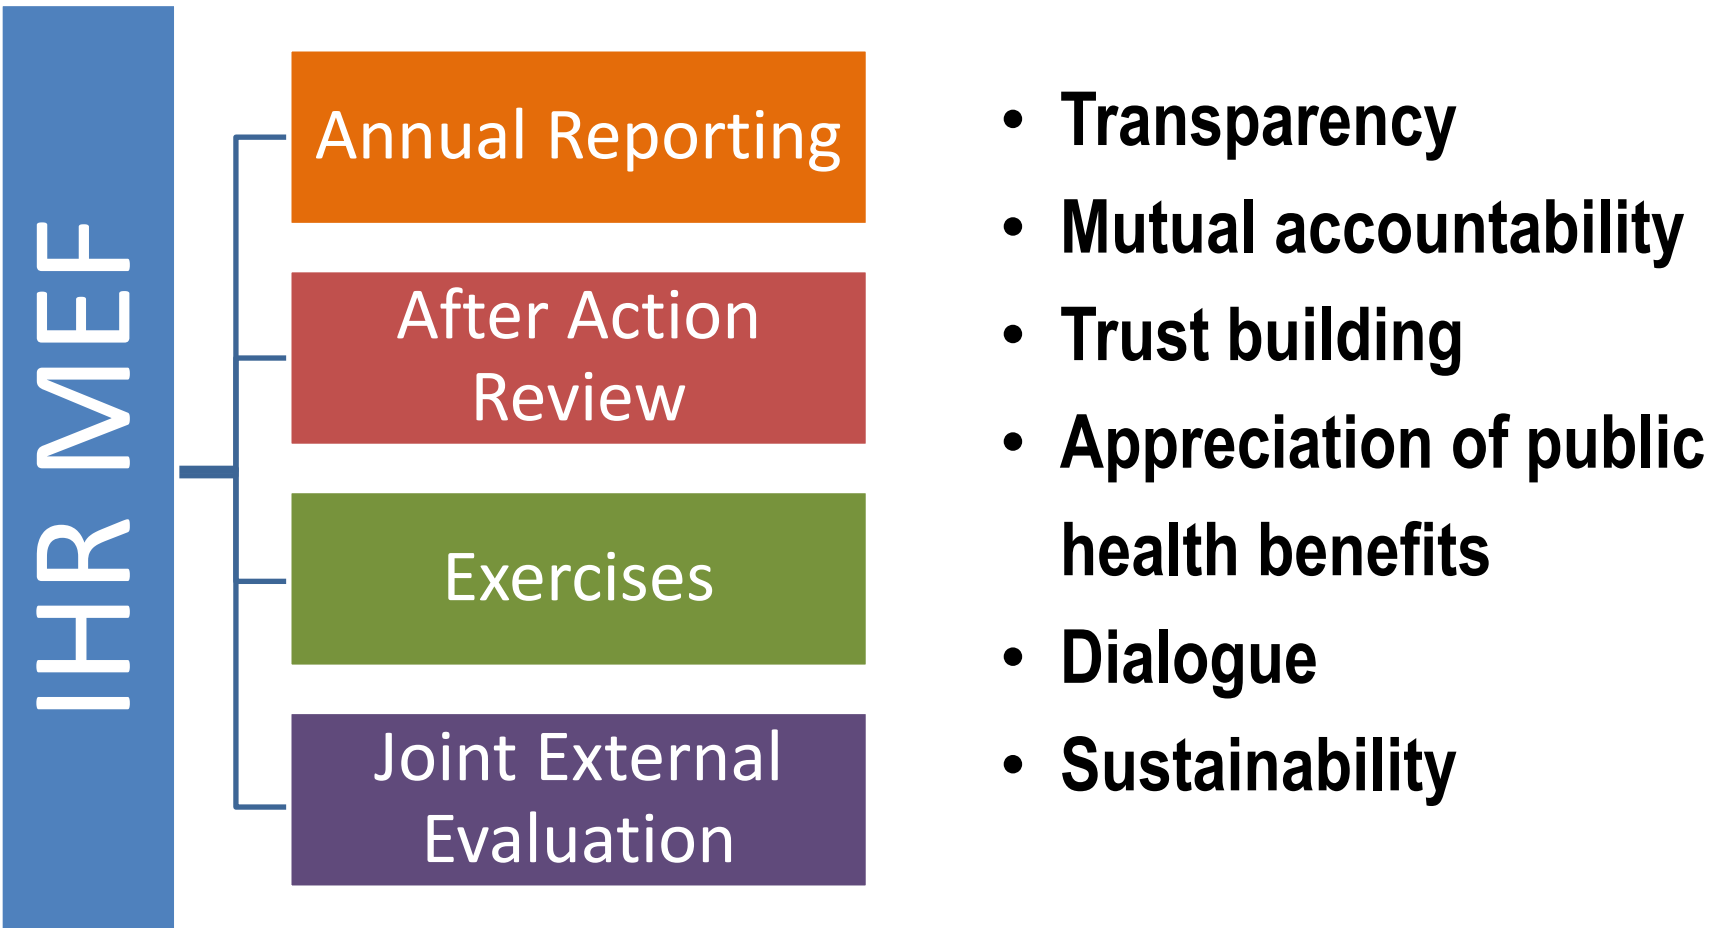 IHR MEF
Annual Reporting
After Action
Review
Exercises
Joint External
Evaluation
• Transparency
• Mutual accountability
• Trust building
• Appreciation of public
health benefits
• Dialogue
• Sustainability